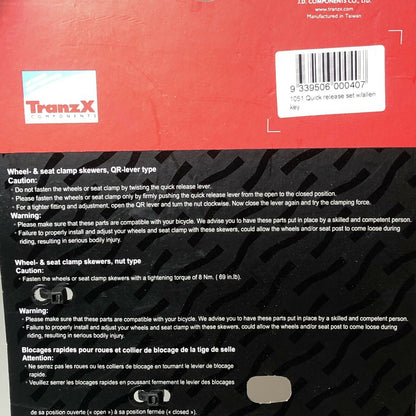 J.D. COMPONENTS CO., LTD.
www.tranzx.com
Manufactured in Taiwan
9 339506 000407
1051 Quick release set w/allen
key
TranzX
COMPONENTS
Wheel- & seat clamp skewers, QR-lever type
Caution:
· Do not fasten the wheels or seat clamp by twisting the quick release lever.
· Please fasten the wheels or seat clamp only by firmly pushing the quick release lever from the open to the closed position.
· For a tighter fitting and adjustment, open the QR lever and turn the nut clockwise. Now close the lever again and try the clamping force.
Warning:
· Please make sure that these parts are compatible with your bicycle. We advise you to have these parts put in place by a skilled and competent person.
· Failure to properly install and adjust your wheels and seat clamp with these skewers, could allow the wheels and/or seat post to come loose during
riding, resulting in serious bodily injury.
Wheel- & seat clamp skewers, nut type
Caution:
· Fasten the wheels or seat clamp skewers with a tightening torque of 8 Nm. ( 69 in.lb).
Warning:
· Please make sure that these parts are compatible with your bicycle. We advise you to have these parts put in place by a skilled and competent person.
· Failure to properly install and adjust your wheels and seat clamp with these skewers, could allow the wheels and/or seat post to come loose during
riding, resulting in serious bodily injury.
Blocages rapides pour roues et collier de blocage de la tige de selle
Attention:
· Ne serrez pas les roues ou les colliers de blocage en tournant le levier de blocage
rapide.
· Veuillez serrer les blocages en poussant fermement le levier des blocages
de sa position ouverte (« open ») à sa position fermée (« closed »).